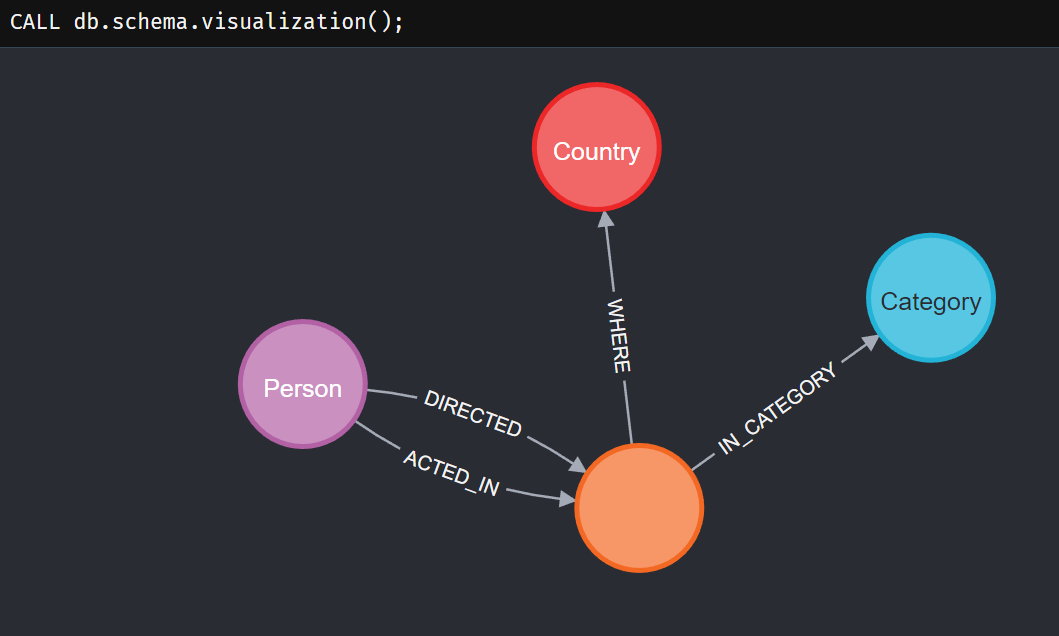 CALL db.schema.visualization();
Country
Category
WHERE
IN_CATEGORY
Person
DIRECTED
ACTED_IN